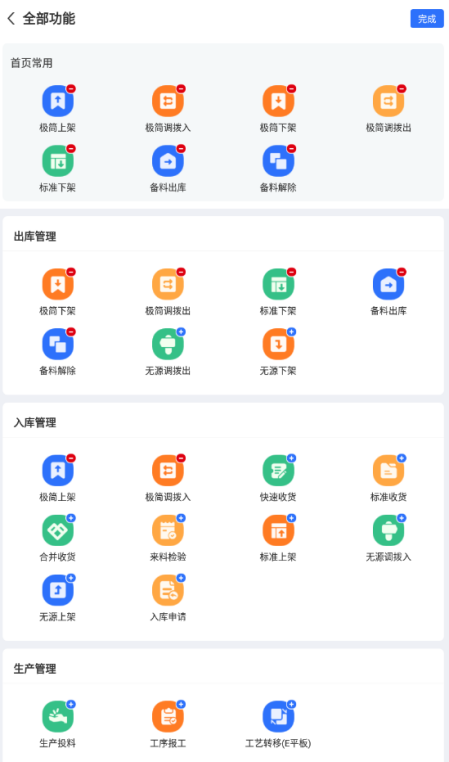 全部功能 完成
首页常用
极简上架 极简调拨入 极简下架 极简调拨出
标准下架 备料出库 备料解除
出库管理
极简下架 极简调拨出 标准下架 备料出库
备料解除 无源调拨出 无源下架
入库管理
极简上架 极简调拨入 快速收货 标准收货
合并收货 来料检验 标准上架 无源调拨入
无源上架 入库申请
生产管理
生产投料 工序报工 工艺转移(E平板)